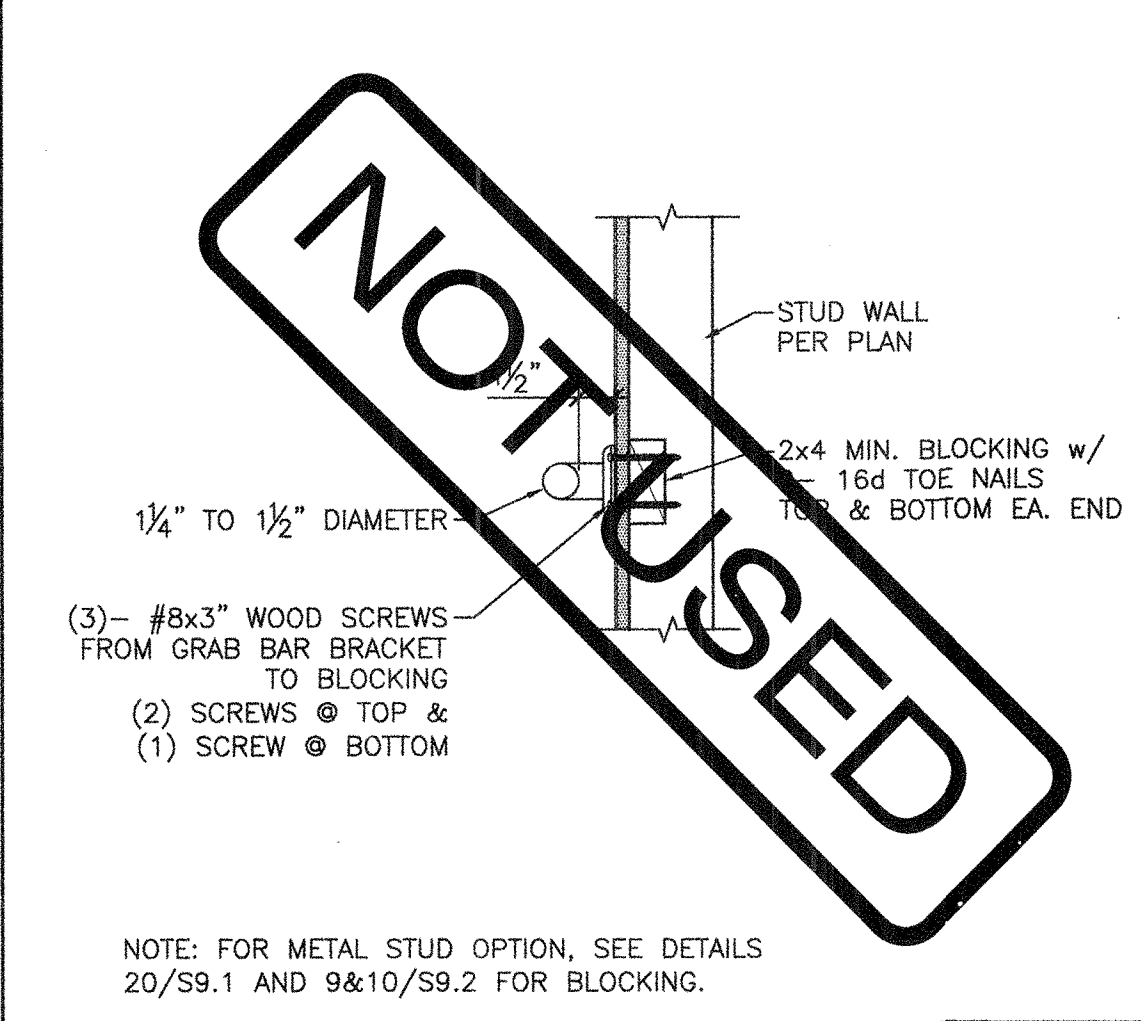 NOT USED
STUD WALL
PER PLAN
1/2"
2x4 MIN. BLOCKING w/
– 16d TOE NAILS
TOP & BOTTOM EA. END
1¼" TO 1½" DIAMETER
(3)– #8x3" WOOD SCREWS
FROM GRAB BAR BRACKET
TO BLOCKING
(2) SCREWS @ TOP &
(1) SCREW @ BOTTOM
NOTE: FOR METAL STUD OPTION, SEE DETAILS
20/S9.1 AND 9&10/S9.2 FOR BLOCKING.